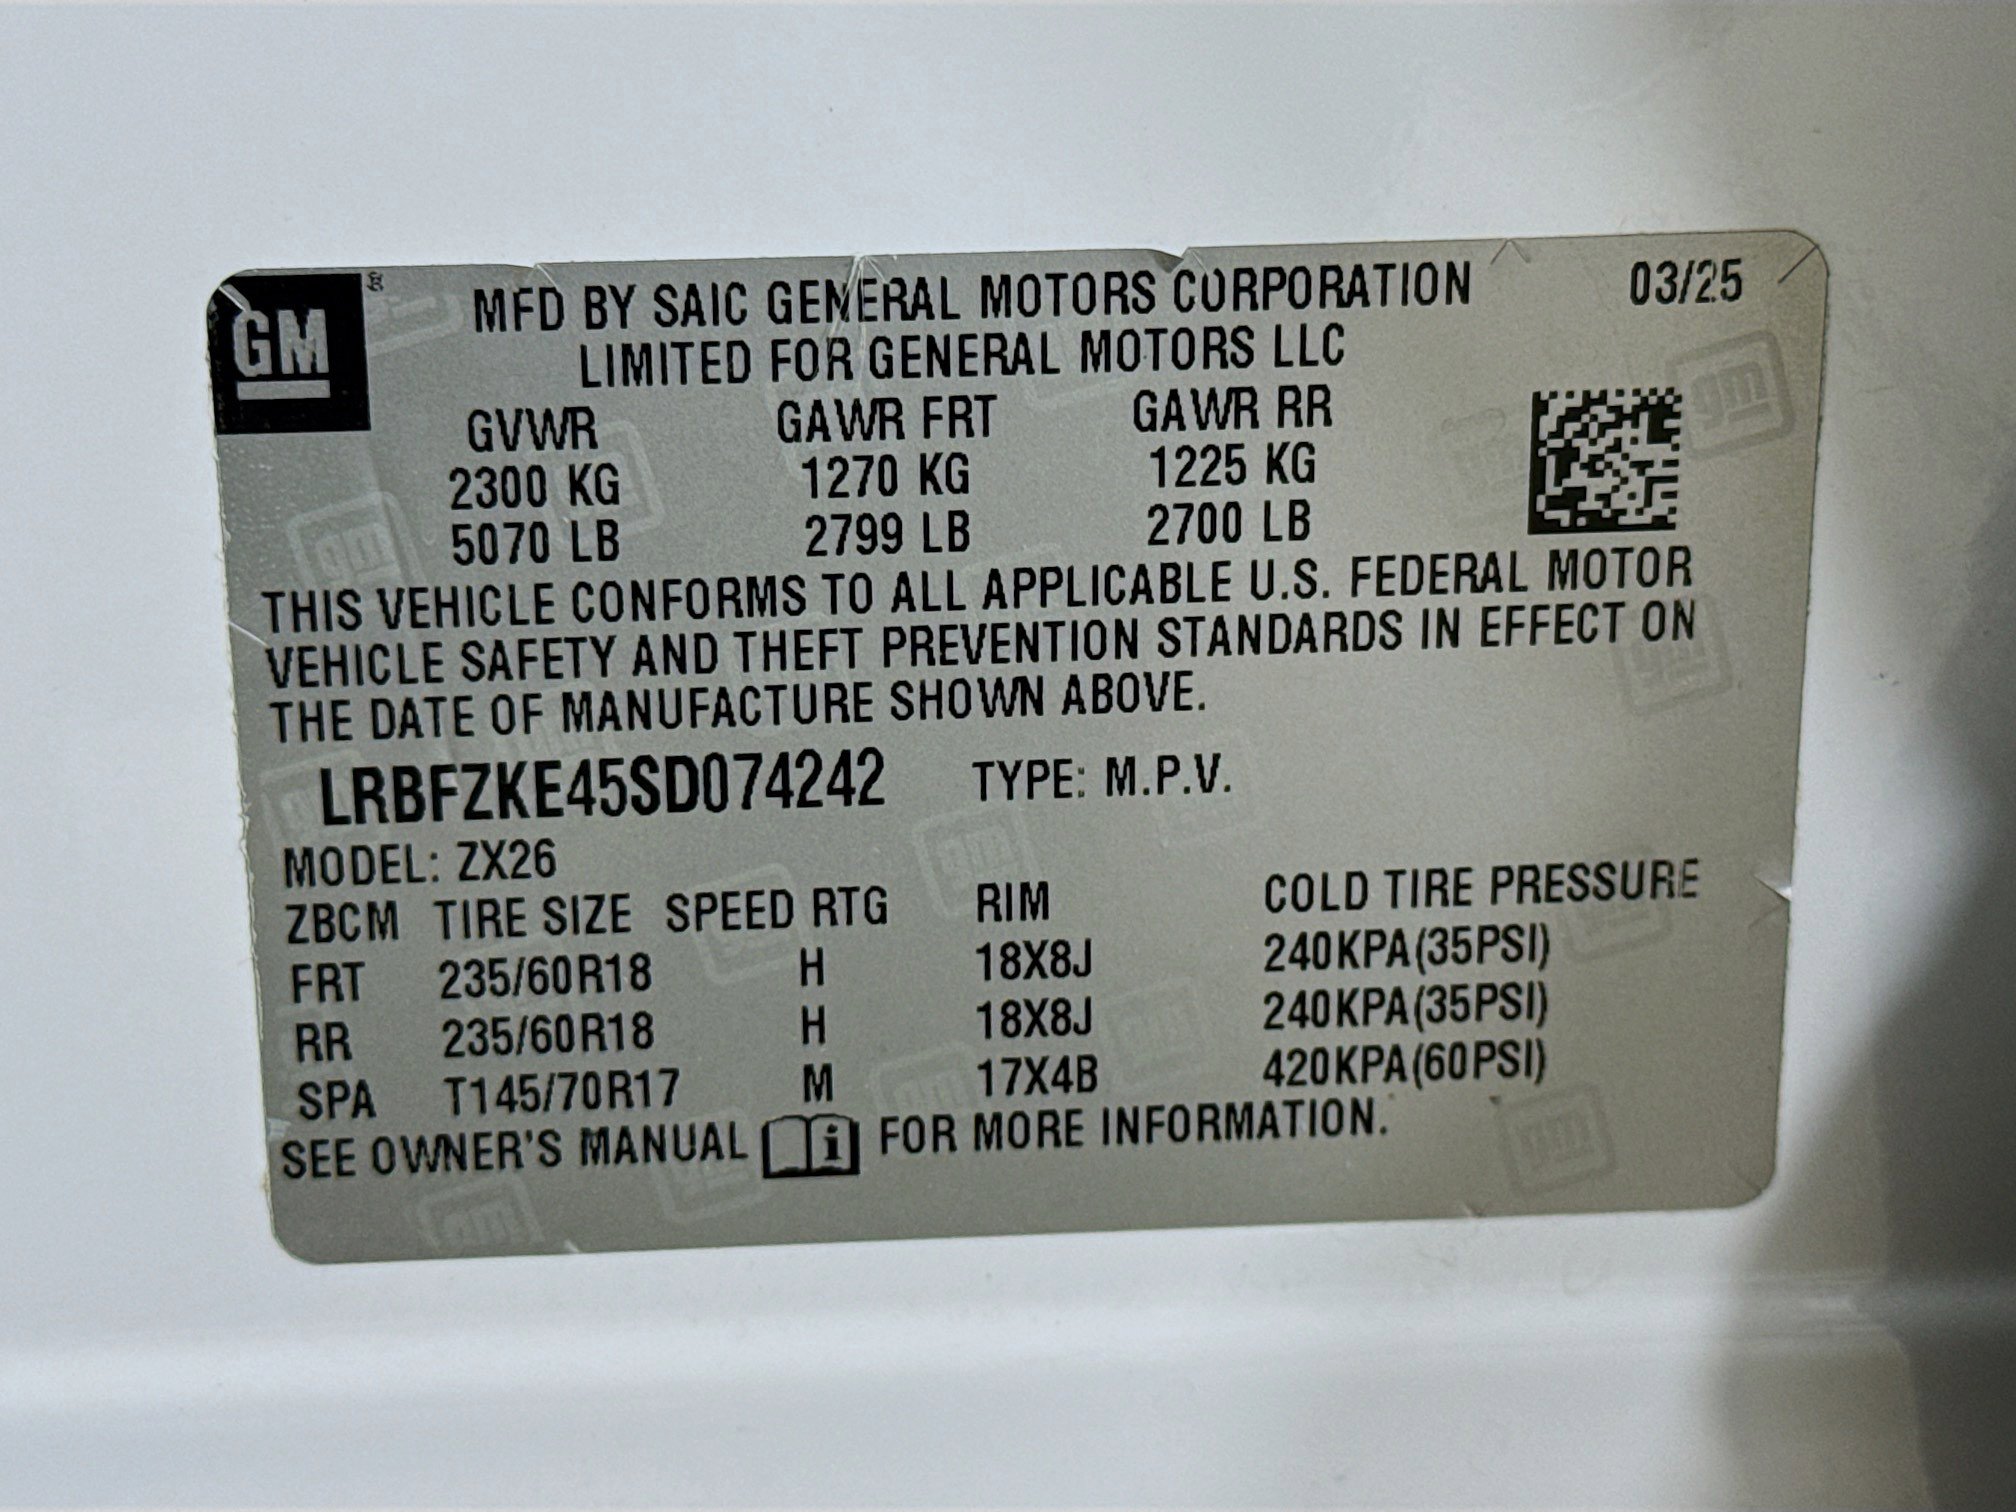 GM
MFD BY SAIC GENERAL MOTORS CORPORATION 03/25
LIMITED FOR GENERAL MOTORS LLC
GVWR GAWR FRT GAWR RR
2300 KG 1270 KG 1225 KG
5070 LB 2799 LB 2700 LB
THIS VEHICLE CONFORMS TO ALL APPLICABLE U.S. FEDERAL MOTOR
VEHICLE SAFETY AND THEFT PREVENTION STANDARDS IN EFFECT ON
THE DATE OF MANUFACTURE SHOWN ABOVE.
LRBFZKE45SD074242 TYPE: M.P.V.
MODEL: ZX26
ZBCM TIRE SIZE SPEED RTG RIM COLD TIRE PRESSURE
FRT 235/60R18 H 18X8J 240KPA(35PSI)
RR 235/60R18 H 18X8J 240KPA(35PSI)
SPA T145/70R17 M 17X4B 420KPA(60PSI)
SEE OWNER'S MANUAL i FOR MORE INFORMATION.